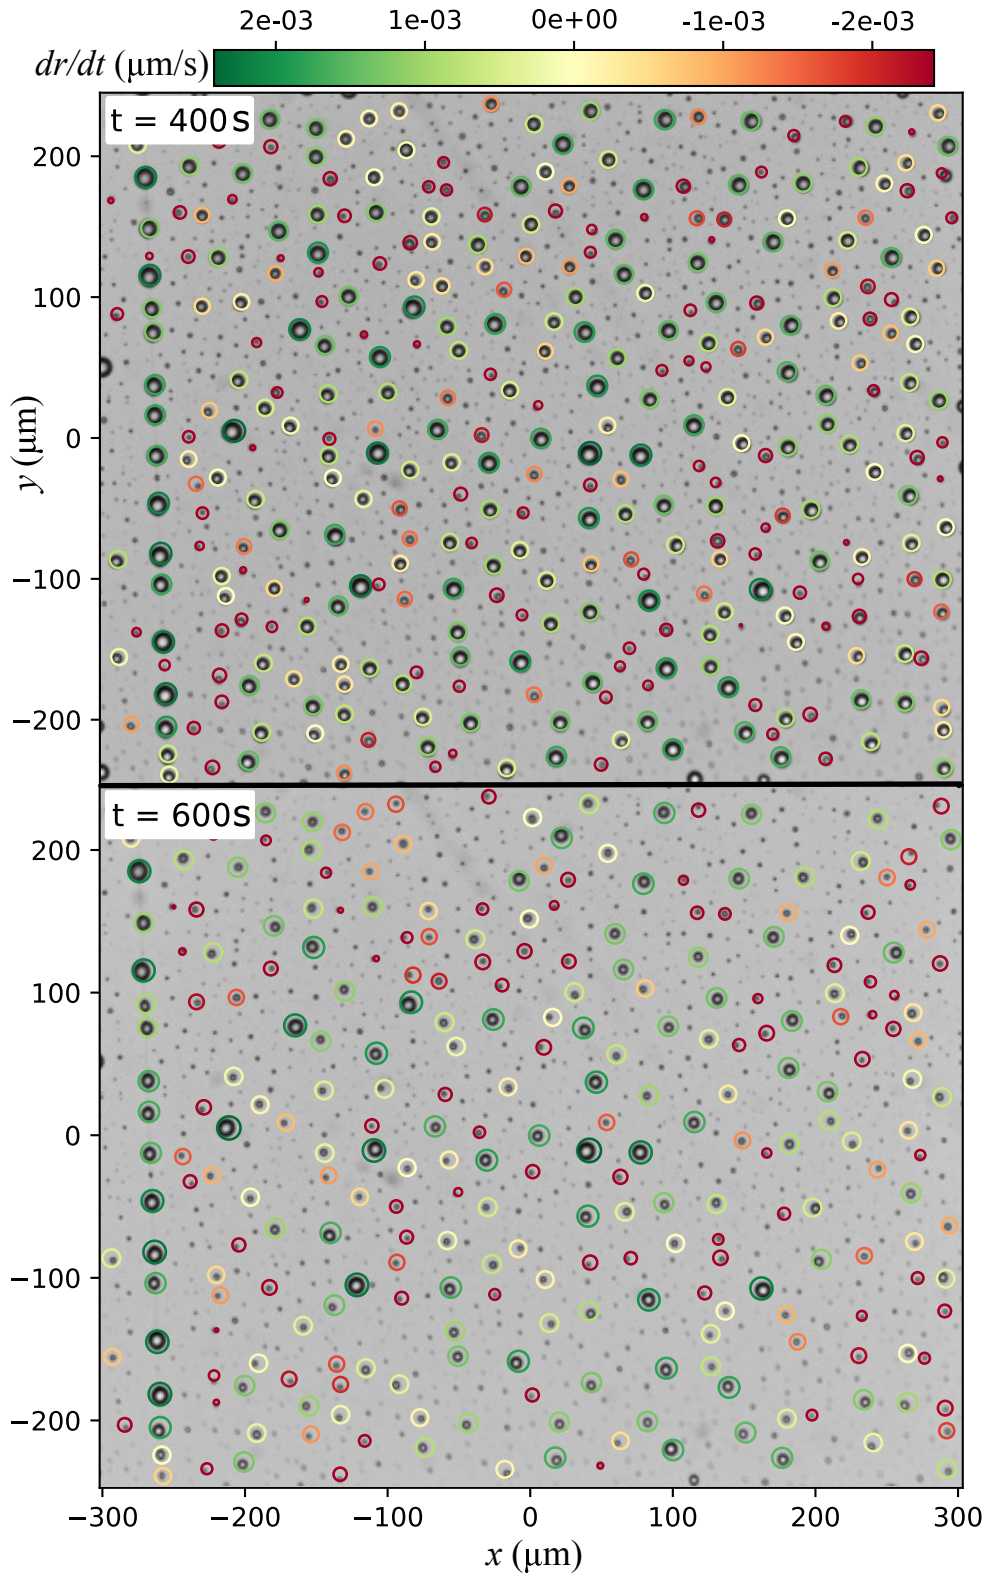 2e-03 1e-03 0e+00 -1e-03 -2e-03
dr/dt (μm/s)
t = 400s
200
100
0
−100
−200
y (μm)
t = 600s
200
100
0
−100
−200
−300 −200 −100 0 100 200 300
x (μm)